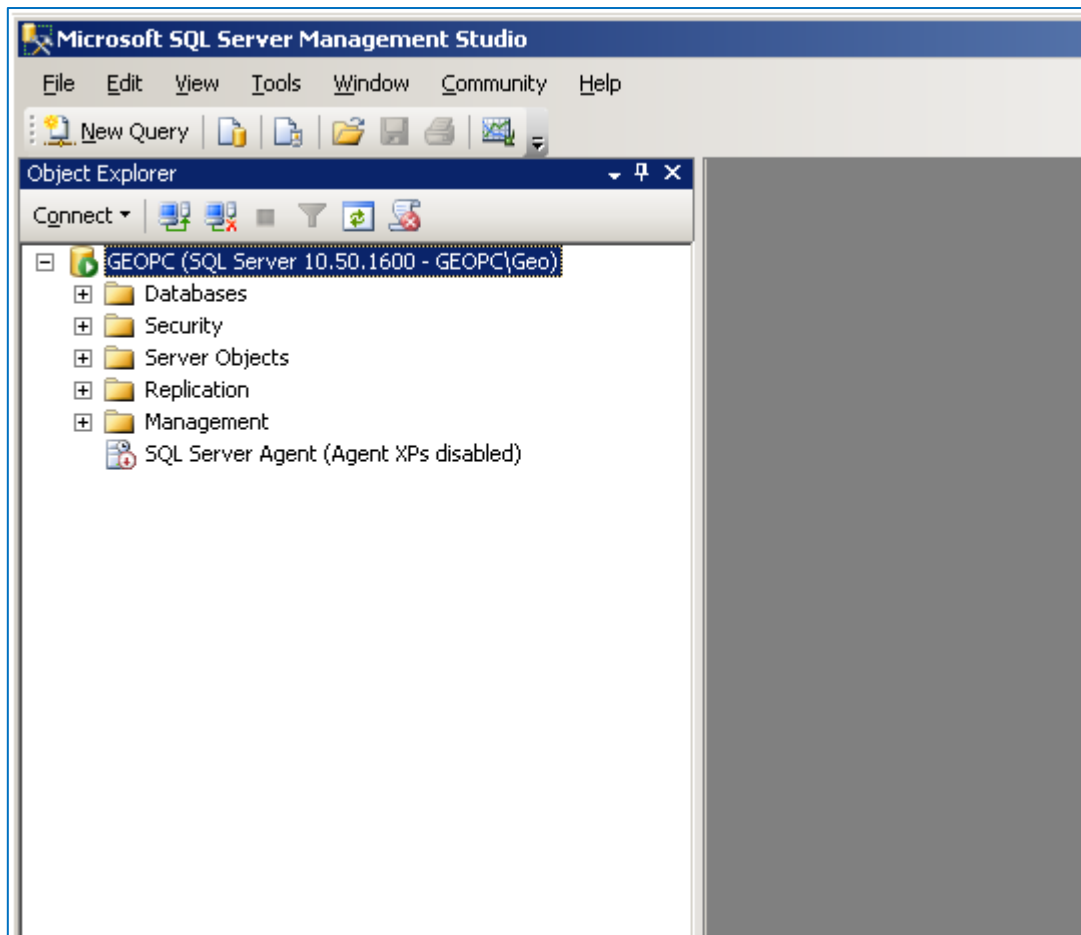 Microsoft SQL Server Management Studio
File Edit View Tools Window Community Help
New Query
Object Explorer
Connect
GEOPC (SQL Server 10.50.1600 - GEOPC\Geo)
Databases
Security
Server Objects
Replication
Management
SQL Server Agent (Agent XPs disabled)